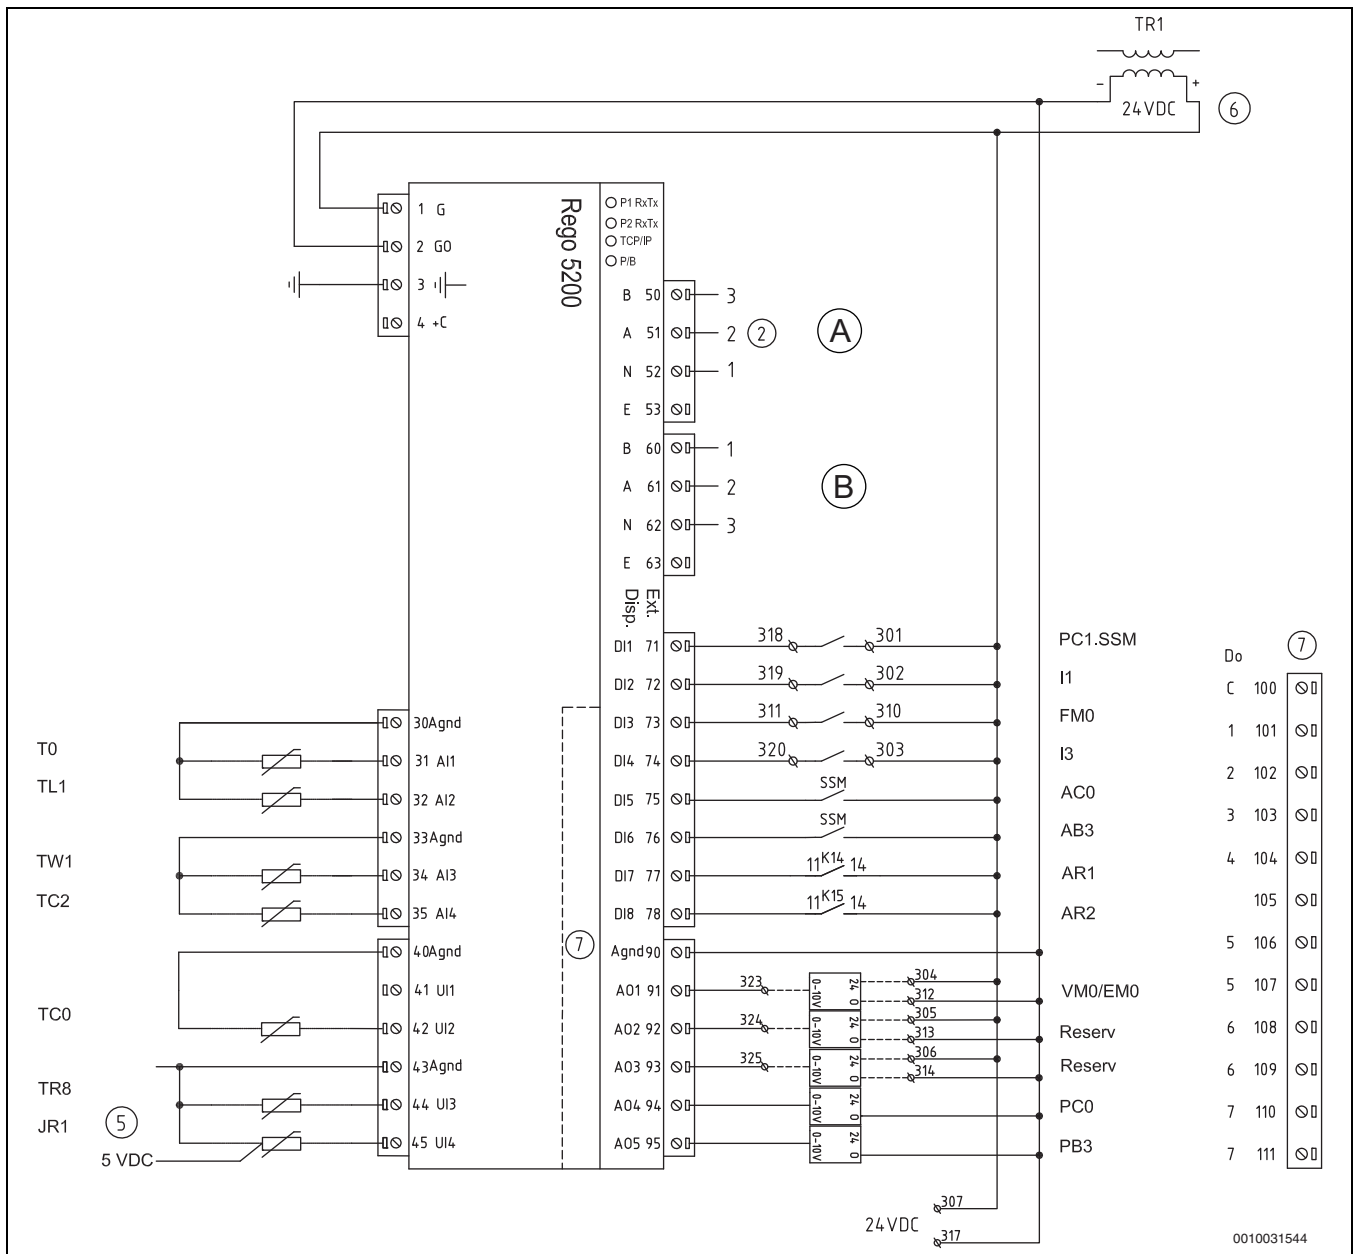 TR1
- +
24VDC 6
1 G
2 G0
3
4 +C
Rego 5200
P1 RxTx
P2 RxTx
TCP/IP
P/B
B 50 3
A 51 2 2 A
N 52 1
E 53
B 60 1
A 61 2 B
N 62 3
E 63
Disp. Ext.
DI1 71 318 301 PC1.SSM
DI2 72 319 302 I1
DI3 73 311 310 FM0
DI4 74 320 303 I3
DI5 75 SSM AC0
DI6 76 SSM AB3
DI7 77 11 K14 14 AR1
DI8 78 11 K15 14 AR2
Agnd 90
A01 91 323 0-10V 24 0 304 312 VM0/EM0
A02 92 324 0-10V 24 0 305 313 Reserv
A03 93 325 0-10V 24 0 306 314 Reserv
A04 94 0-10V 24 0 PC0
A05 95 0-10V 24 0 PB3
30Agnd
T0 31 AI1
TL1 32 AI2
33Agnd
TW1 34 AI3
TC2 35 AI4
7
40Agnd
41 UI1
TC0 42 UI2
43Agnd
TR8 44 UI3
JR1 5 45 UI4
5 VDC
24VDC 307
317
Do 7
C 100
1 101
2 102
3 103
4 104
105
5 106
5 107
6 108
6 109
7 110
7 111
0010031544